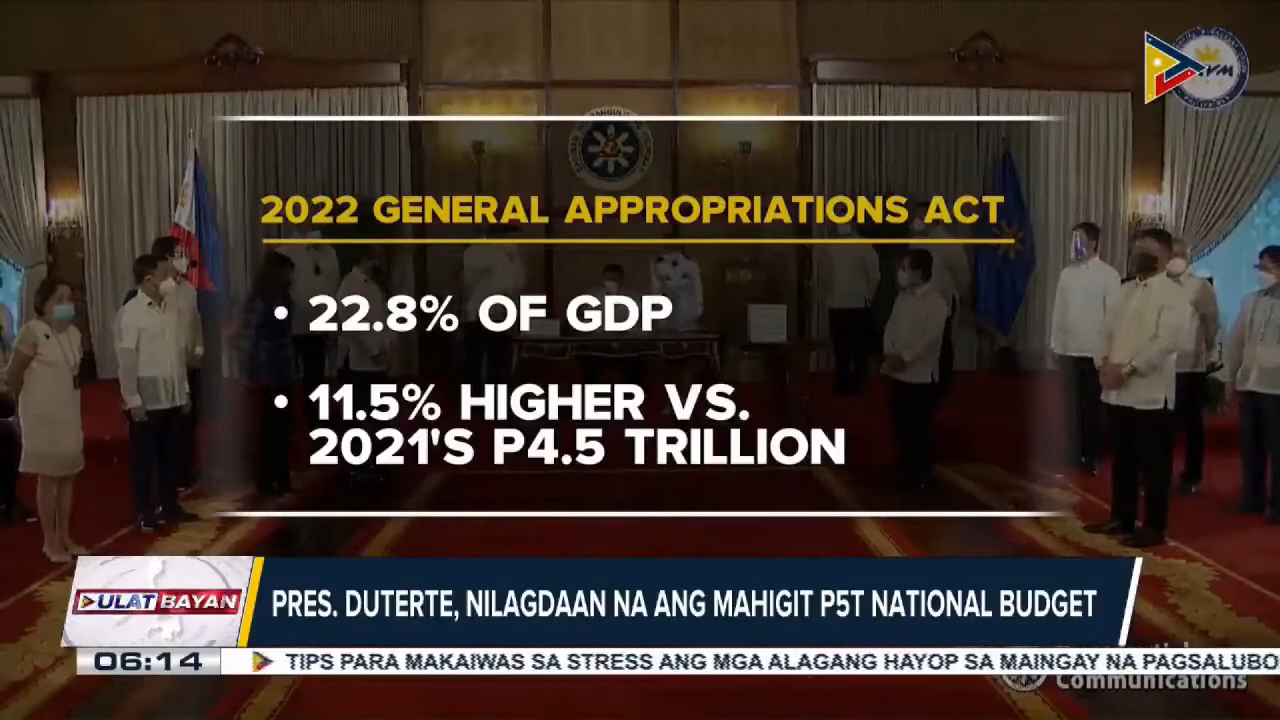 2022 GENERAL APPROPRIATIONS ACT
• 22.8% OF GDP
• 11.5% HIGHER VS.
2021'S P4.5 TRILLION
ULAT BAYAN
PRES. DUTERTE, NILAGDAAN NA ANG MAHIGIT P5T NATIONAL BUDGET
06:14
TIPS PARA MAKAIWAS SA STRESS ANG MGA ALAGANG HAYOP SA MAINGAY NA PAGSALUBO
Communications